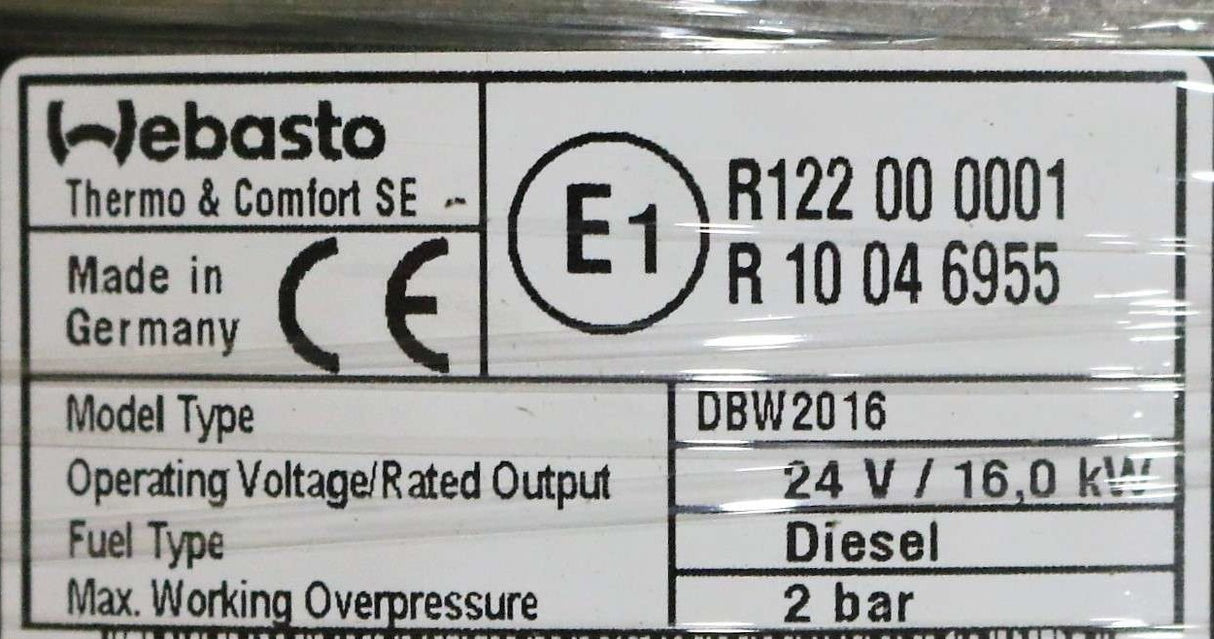 Webasto
Thermo & Comfort SE
Made in
Germany
CE
E1
R122 00 0001
R 10 04 6955
Model Type DBW2016
Operating Voltage/Rated Output 24 V / 16,0 kW
Fuel Type Diesel
Max. Working Overpressure 2 bar